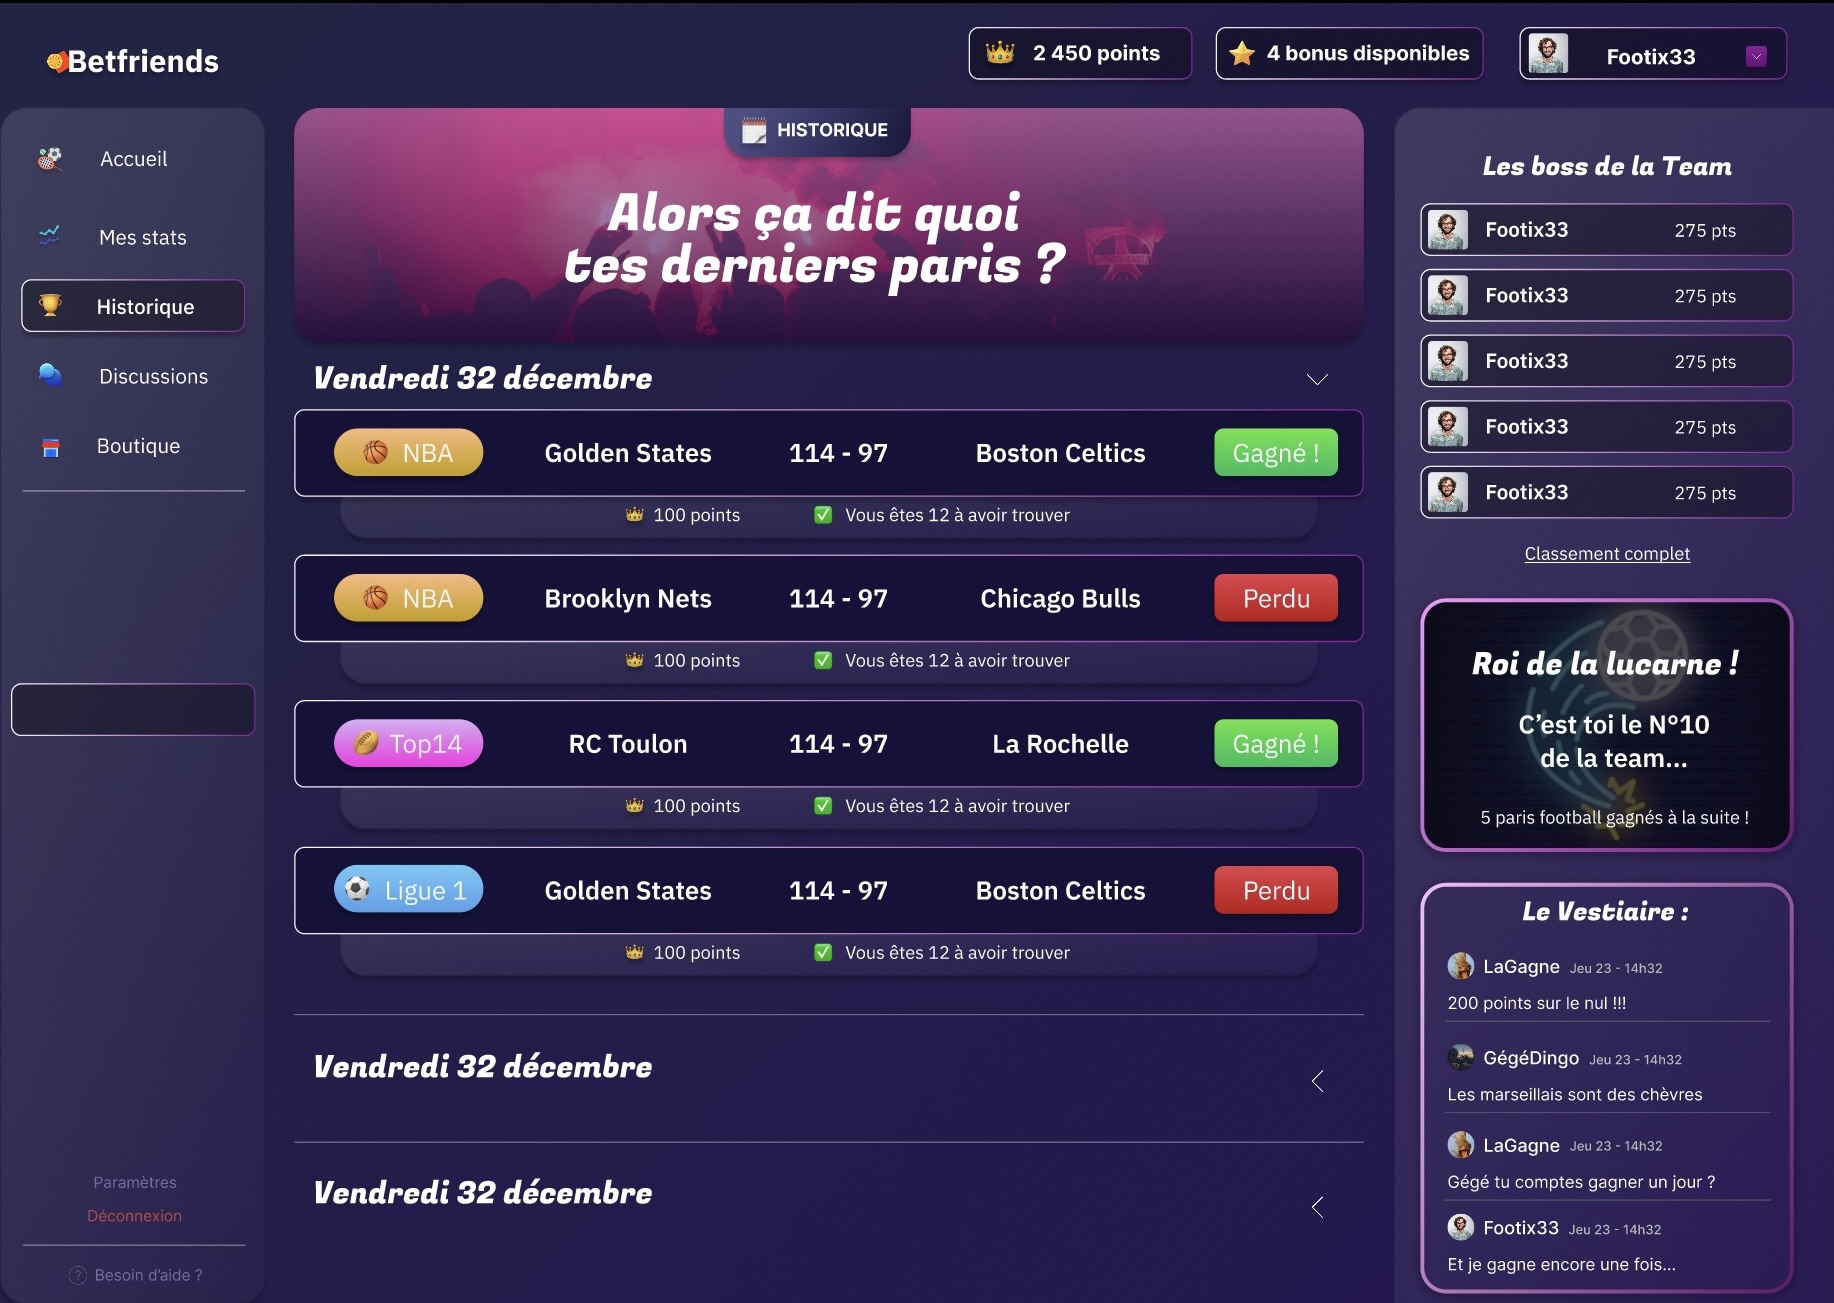 Betfriends
2 450 points
4 bonus disponibles
Footix33
Accueil
Mes stats
Historique
Discussions
Boutique
Paramètres
Déconnexion
? Besoin d'aide ?
HISTORIQUE
Alors ça dit quoi
tes derniers paris ?
Vendredi 32 décembre
NBA Golden States 114 - 97 Boston Celtics Gagné !
100 points Vous êtes 12 à avoir trouver
NBA Brooklyn Nets 114 - 97 Chicago Bulls Perdu
100 points Vous êtes 12 à avoir trouver
Top14 RC Toulon 114 - 97 La Rochelle Gagné !
100 points Vous êtes 12 à avoir trouver
Ligue 1 Golden States 114 - 97 Boston Celtics Perdu
100 points Vous êtes 12 à avoir trouver
Vendredi 32 décembre
Vendredi 32 décembre
Les boss de la Team
Footix33 275 pts
Footix33 275 pts
Footix33 275 pts
Footix33 275 pts
Footix33 275 pts
Classement complet
Roi de la lucarne !
C'est toi le N°10
de la team...
5 paris football gagnés à la suite !
Le Vestiaire :
LaGagne Jeu 23 - 14h32
200 points sur le nul !!!
GégéDingo Jeu 23 - 14h32
Les marseillais sont des chèvres
LaGagne Jeu 23 - 14h32
Gégé tu comptes gagner un jour ?
Footix33 Jeu 23 - 14h32
Et je gagne encore une fois...